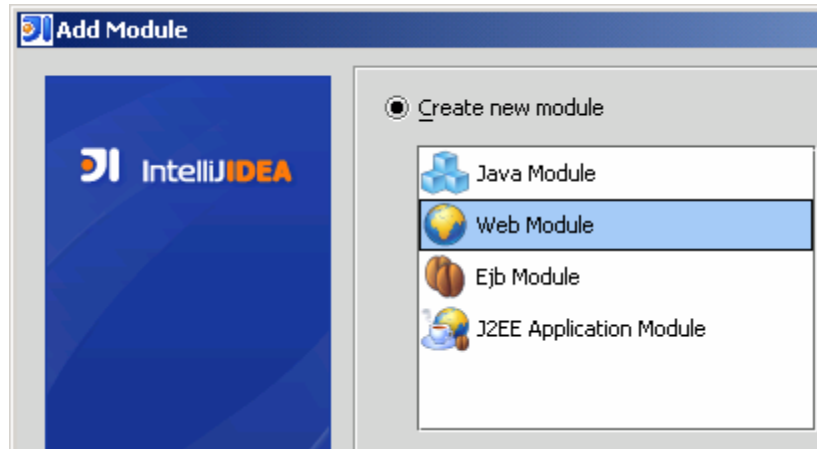 Add Module
IntelliJIDEA
Create new module
Java Module
Web Module
Ejb Module
J2EE Application Module